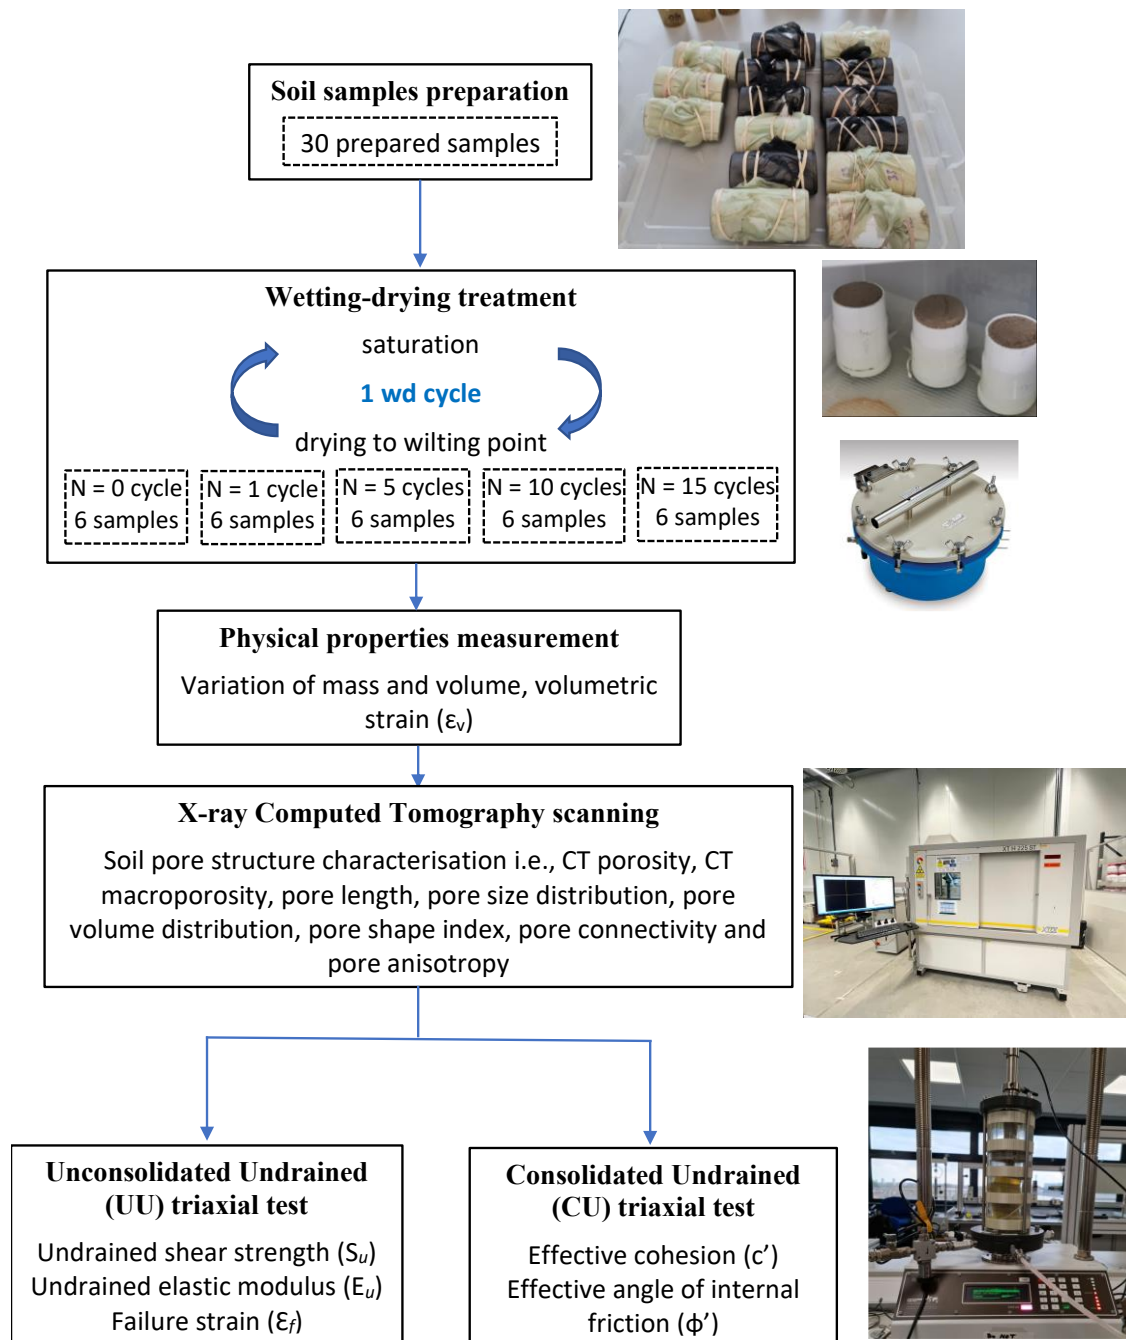 Soil samples preparation
30 prepared samples
Wetting-drying treatment
saturation
1 wd cycle
drying to wilting point
N = 0 cycle
6 samples
N = 1 cycle
6 samples
N = 5 cycles
6 samples
N = 10 cycles
6 samples
N = 15 cycles
6 samples
Physical properties measurement
Variation of mass and volume, volumetric
strain (εᵥ)
X-ray Computed Tomography scanning
Soil pore structure characterisation i.e., CT porosity, CT
macroporosity, pore length, pore size distribution, pore
volume distribution, pore shape index, pore connectivity and
pore anisotropy
XT H 225 ST
Unconsolidated Undrained
(UU) triaxial test
Undrained shear strength (Sᵤ)
Undrained elastic modulus (Eᵤ)
Failure strain (Ɛf)
Consolidated Undrained
(CU) triaxial test
Effective cohesion (c’)
Effective angle of internal
friction (ϕ’)